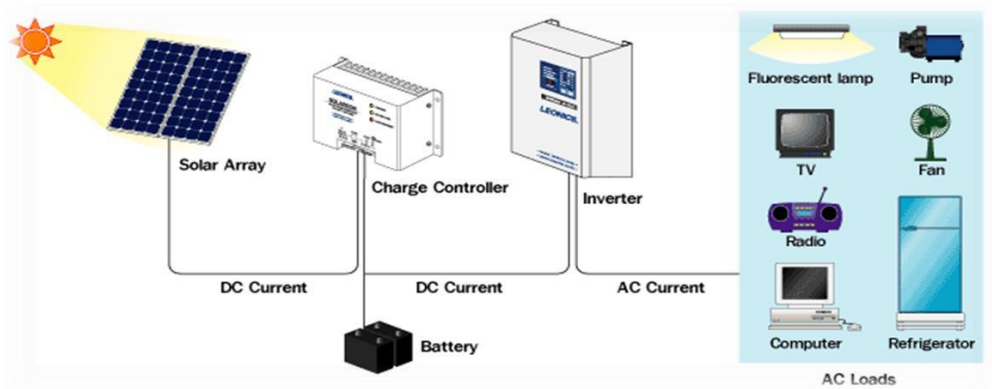 Solar Array
LEONICS
SOLARCON
Charge Controller
LEONICS
Inverter
DC Current
DC Current
AC Current
Battery
Fluorescent lamp
Pump
TV
Fan
Radio
Computer
Refrigerator
AC Loads